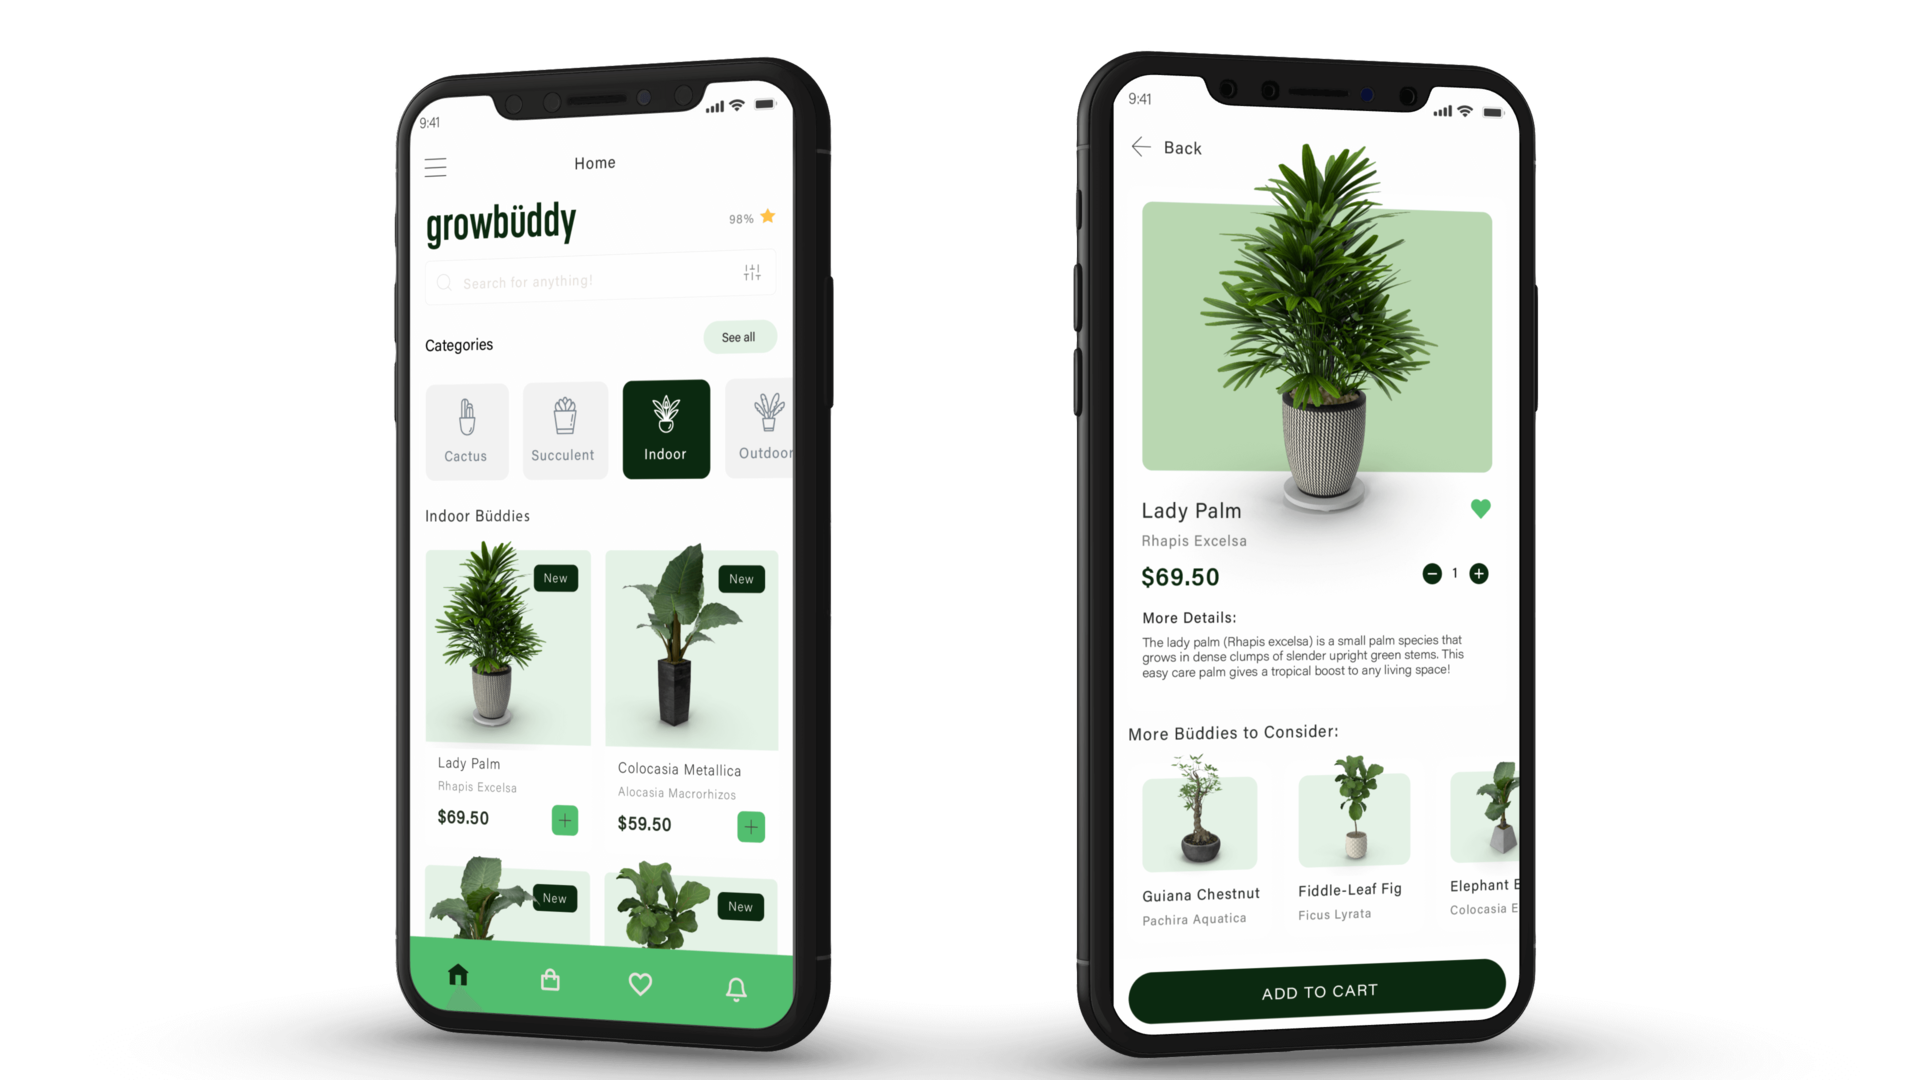 9:41
Home
growbüddy
98%
Search for anything!
Categories
See all
Cactus
Succulent
Indoor
Outdoor
Indoor Büddies
New
New
Lady Palm
Rhapis Excelsa
$69.50
Colocasia Metallica
Alocasia Macrorhizos
$59.50
New
New
9:41
Back
Lady Palm
Rhapis Excelsa
$69.50
1
More Details:
The lady palm (Rhapis excelsa) is a small palm species that
grows in dense clumps of slender upright green stems. This
easy care palm gives a tropical boost to any living space!
More Büddies to Consider:
Guiana Chestnut
Pachira Aquatica
Fiddle-Leaf Fig
Ficus Lyrata
Elephant E
Colocasia E
ADD TO CART